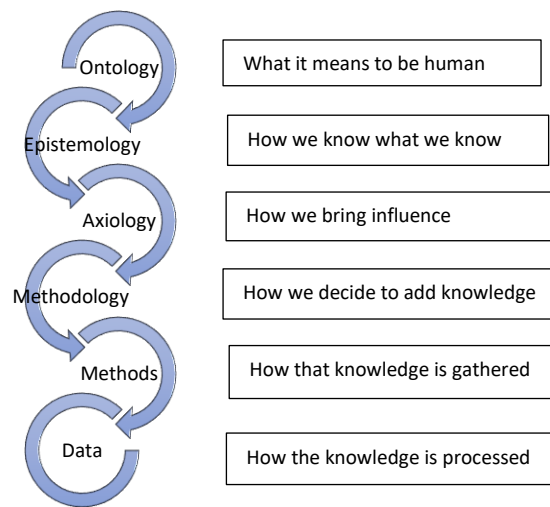 Ontology
What it means to be human
Epistemology
How we know what we know
Axiology
How we bring influence
Methodology
How we decide to add knowledge
Methods
How that knowledge is gathered
Data
How the knowledge is processed